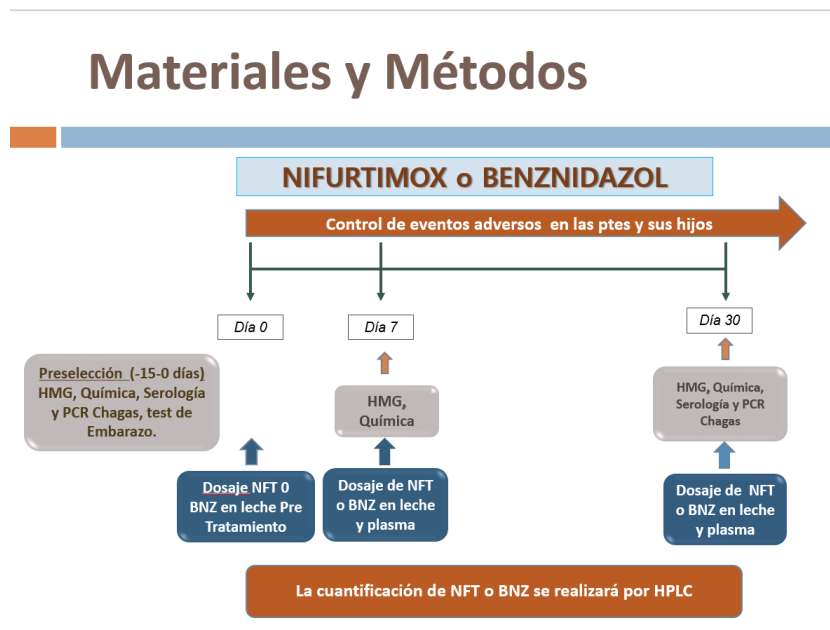 Materiales y Métodos
NIFURTIMOX o BENZNIDAZOL
Control de eventos adversos en las ptes y sus hijos
Día 0
Día 7
Día 30
Preselección (-15-0 días)
HMG, Química, Serología
y PCR Chagas, test de
Embarazo.
HMG,
Química
HMG, Química,
Serología y PCR
Chagas
Dosaje NFT 0
BNZ en leche Pre
Tratamiento
Dosaje de NFT
o BNZ en leche
y plasma
Dosaje de NFT
o BNZ en leche
y plasma
La cuantificación de NFT o BNZ se realizará por HPLC